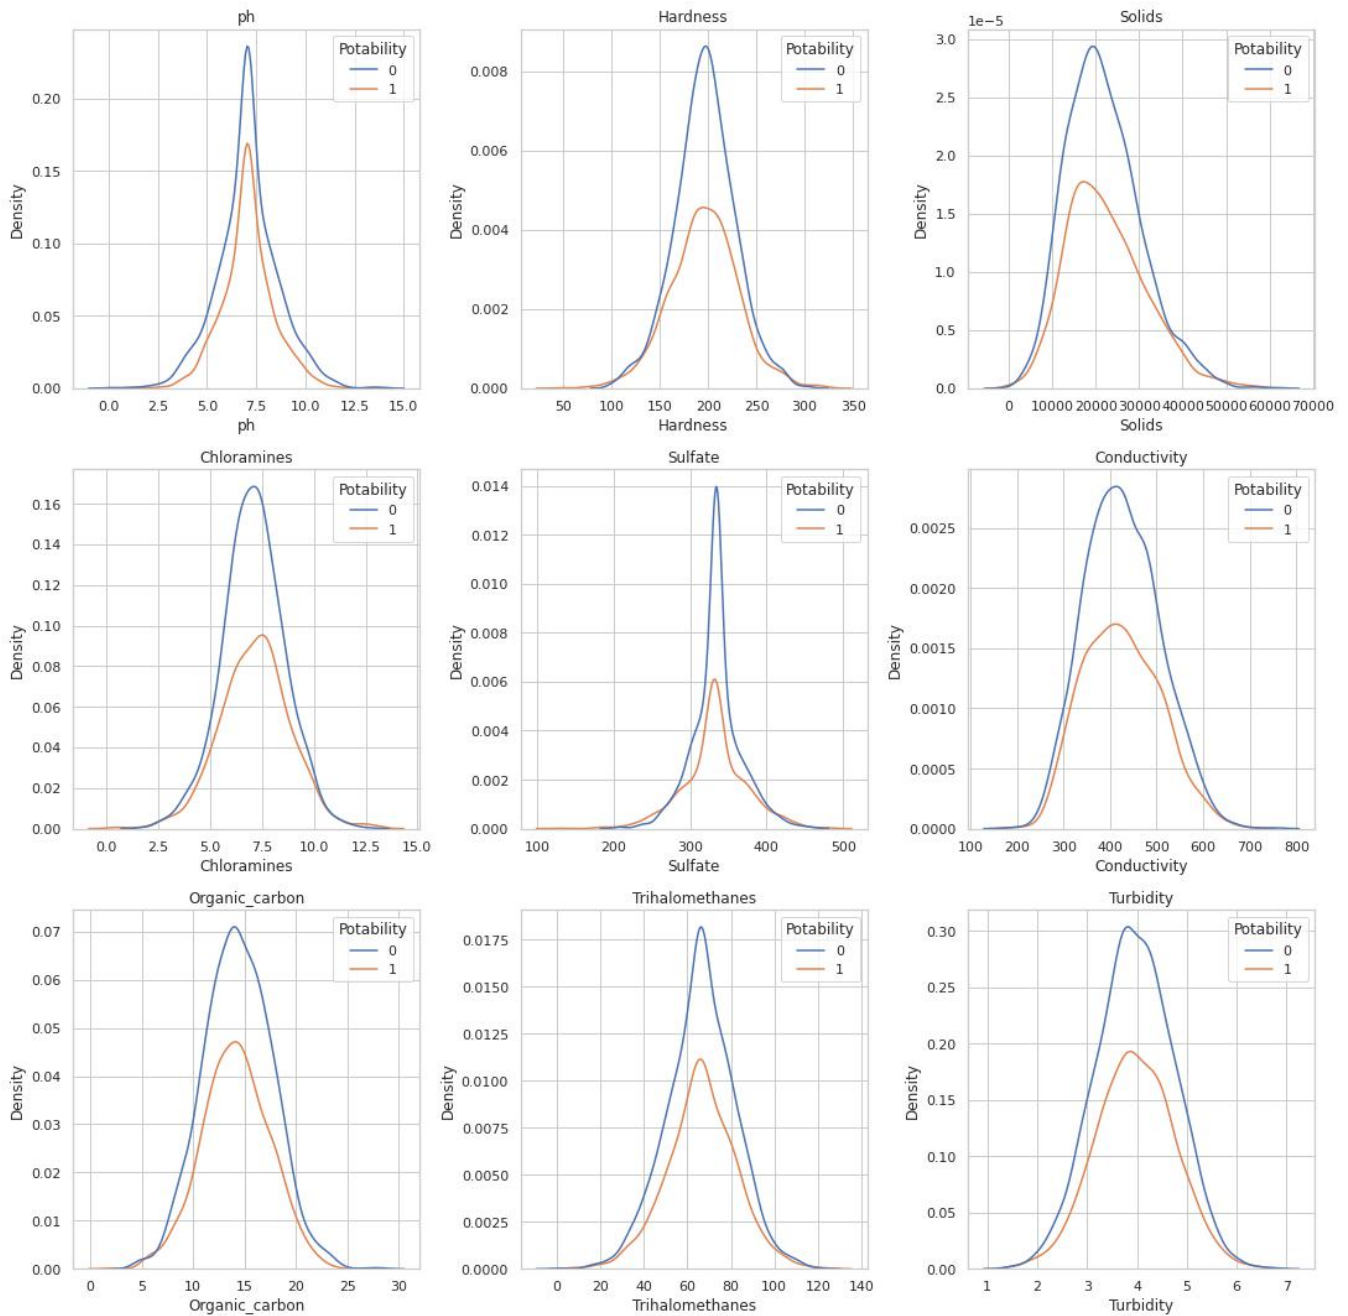 ph
Potability
0
1
0.20
0.15
0.10
0.05
0.00
Density
0.0 2.5 5.0 7.5 10.0 12.5 15.0
ph
Hardness
Potability
0
1
0.008
0.006
0.004
0.002
0.000
Density
50 100 150 200 250 300 350
Hardness
Solids
1e−5
Potability
0
1
3.0
2.5
2.0
1.5
1.0
0.5
0.0
Density
0 10000 20000 30000 40000 50000 60000 70000
Solids
Chloramines
Potability
0
1
0.16
0.14
0.12
0.10
0.08
0.06
0.04
0.02
0.00
Density
0.0 2.5 5.0 7.5 10.0 12.5 15.0
Chloramines
Sulfate
Potability
0
1
0.014
0.012
0.010
0.008
0.006
0.004
0.002
0.000
Density
100 200 300 400 500
Sulfate
Conductivity
Potability
0
1
0.0025
0.0020
0.0015
0.0010
0.0005
0.0000
Density
100 200 300 400 500 600 700 800
Conductivity
Organic_carbon
Potability
0
1
0.07
0.06
0.05
0.04
0.03
0.02
0.01
0.00
Density
0 5 10 15 20 25 30
Organic_carbon
Trihalomethanes
Potability
0
1
0.0175
0.0150
0.0125
0.0100
0.0075
0.0050
0.0025
0.0000
Density
0 20 40 60 80 100 120 140
Trihalomethanes
Turbidity
Potability
0
1
0.30
0.25
0.20
0.15
0.10
0.05
0.00
Density
1 2 3 4 5 6 7
Turbidity